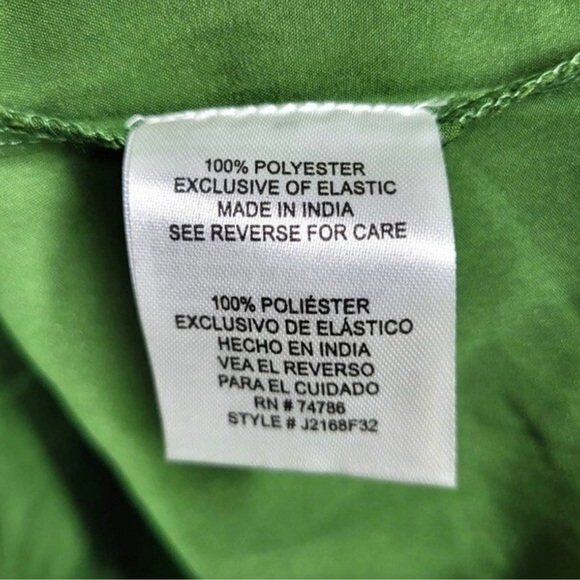 100% POLYESTER
EXCLUSIVE OF ELASTIC
MADE IN INDIA
SEE REVERSE FOR CARE
100% POLIÉSTER
EXCLUSIVO DE ELÁSTICO
HECHO EN INDIA
VEA EL REVERSO
PARA EL CUIDADO
RN # 74786
STYLE # J2168F32